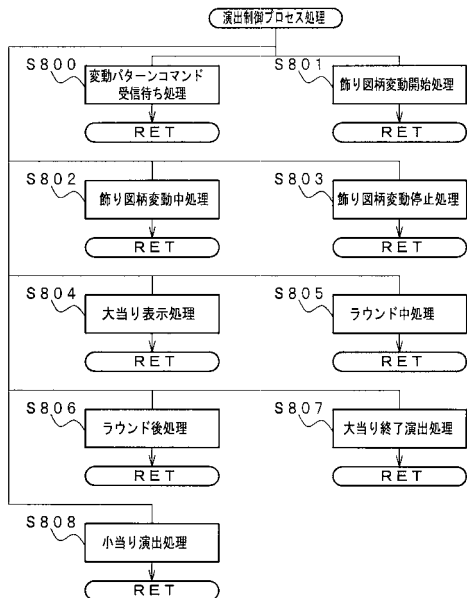 演出制御プロセス処理
S800
変動パターンコマンド
受信待ち処理
RET
S801
飾り図柄変動開始処理
RET
S802
飾り図柄変動中処理
RET
S803
飾り図柄変動停止処理
RET
S804
大当り表示処理
RET
S805
ラウンド中処理
RET
S806
ラウンド後処理
RET
S807
大当り終了演出処理
RET
S808
小当り演出処理
RET